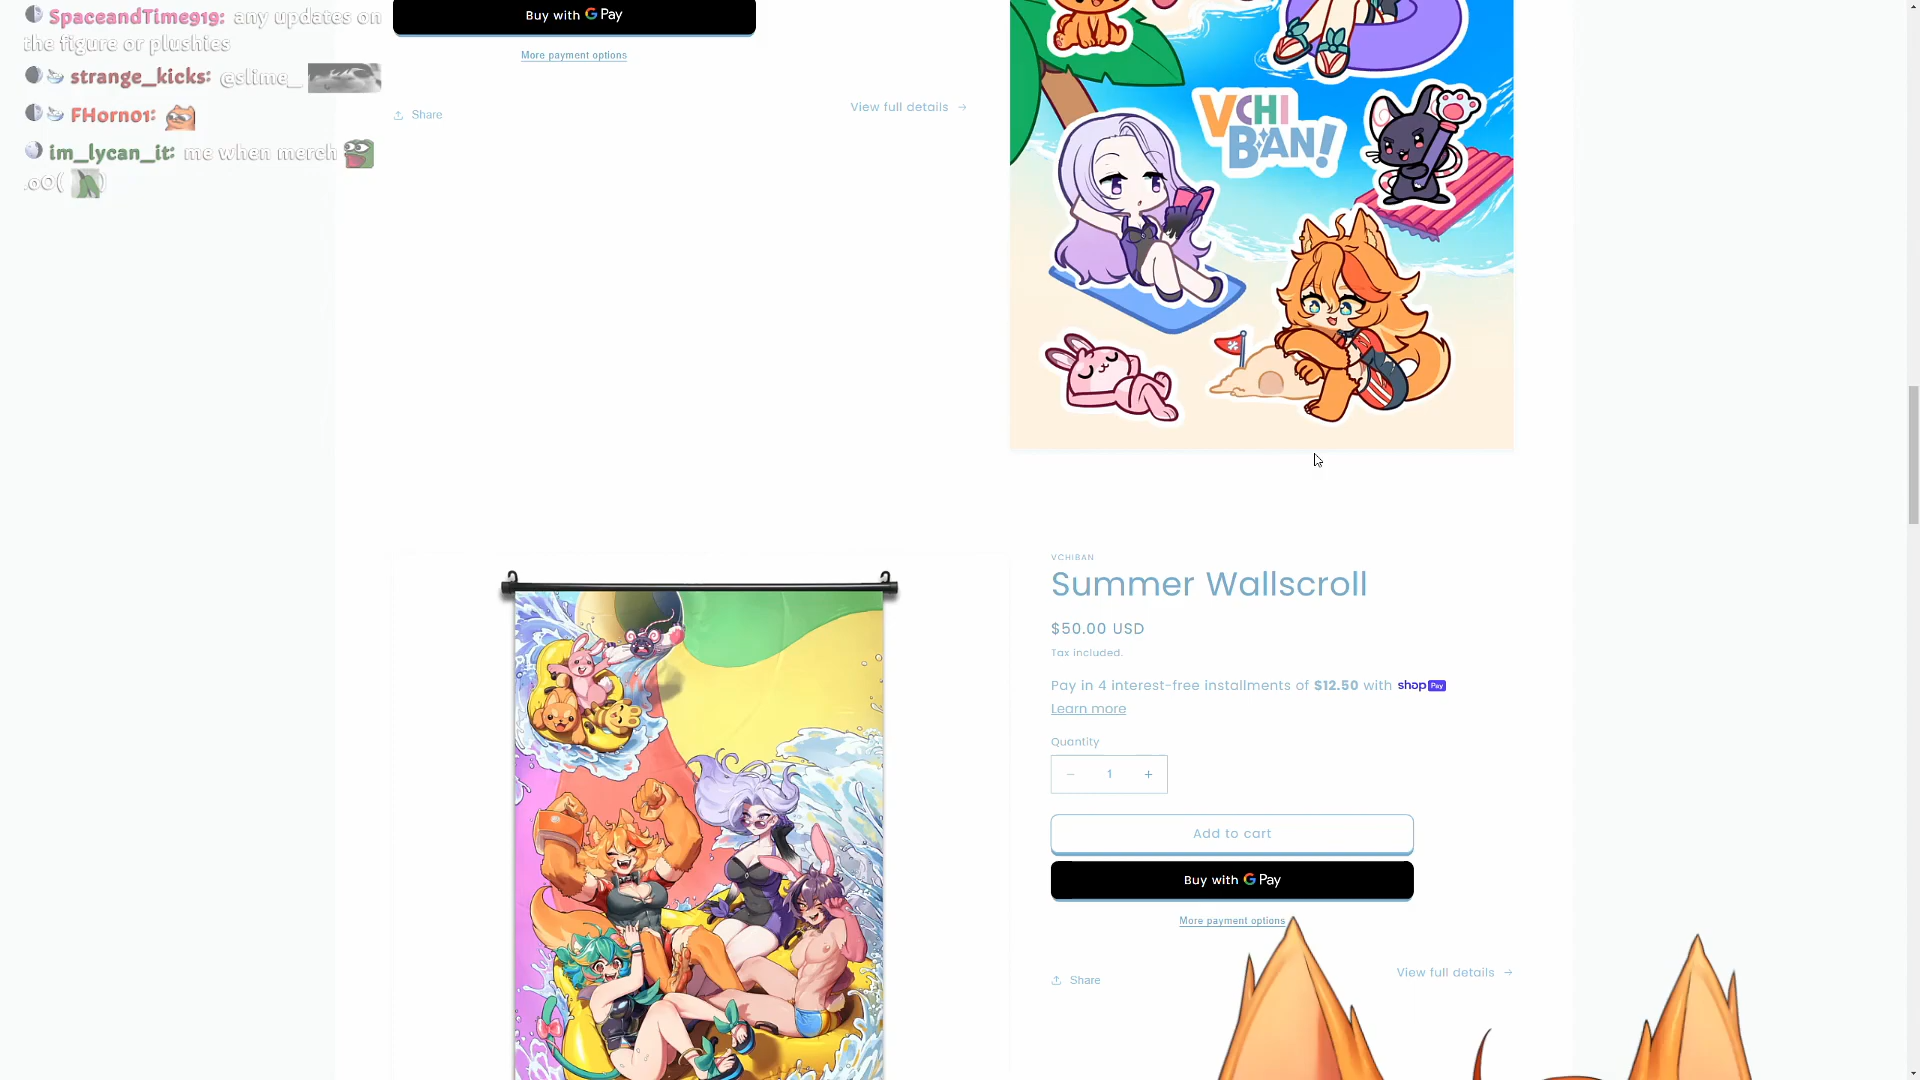 SpaceandTime919: any updates on
the figure or plushies
strange_kicks: @slime_
FHorn01:
im_lycan_it: me when merch
.oO( )
Buy with G Pay
More payment options
Share
View full details →
VCHI
BAN!
VCHIBAN
Summer Wallscroll
$50.00 USD
Tax included.
Pay in 4 interest-free installments of $12.50 with shop Pay
Learn more
Quantity
− 1 +
Add to cart
Buy with G Pay
More payment options
Share
View full details →